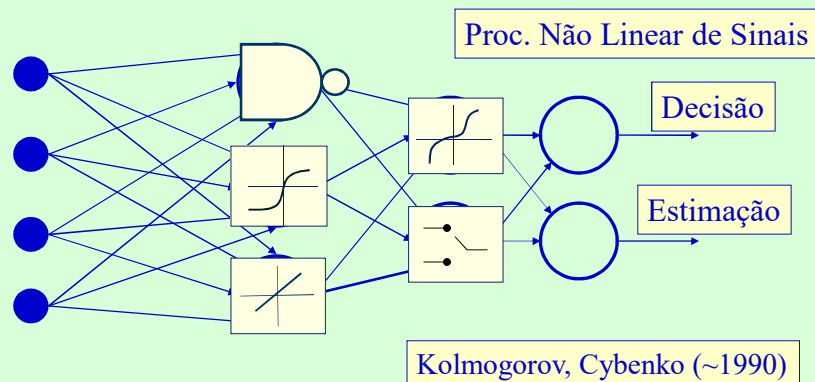 Proc. Não Linear de Sinais
Decisão
Estimação
Kolmogorov, Cybenko (~1990)